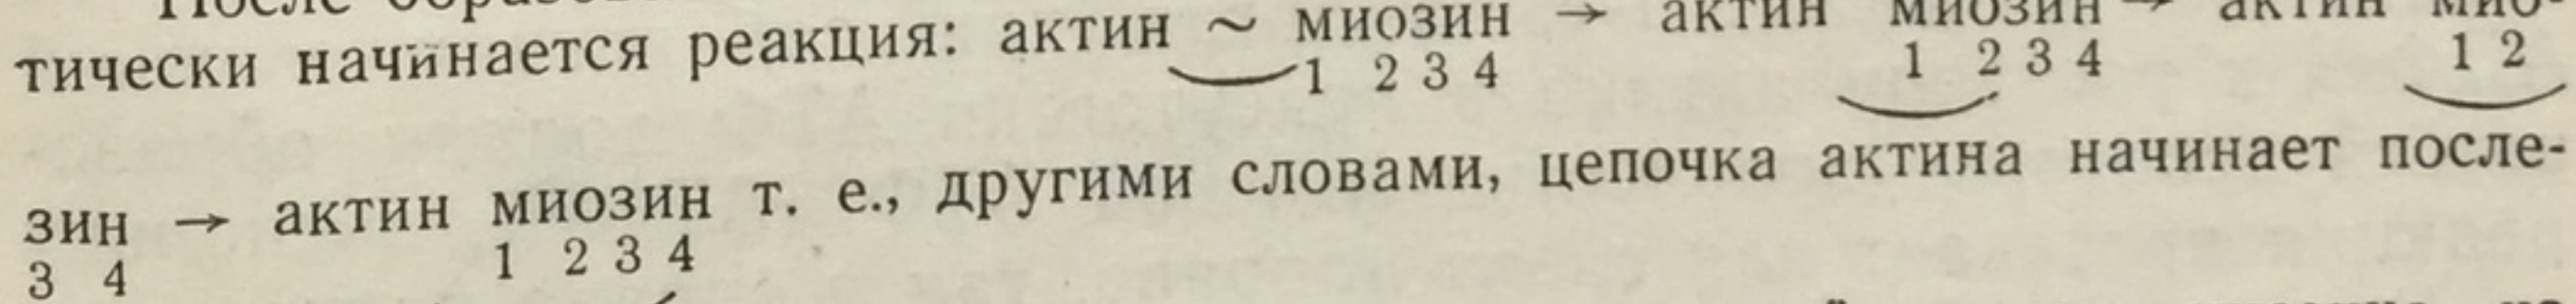 После
тически начинается реакция: актин ~ миозин → актин миозин → актин мио-
1 2 3 4 1 2 3 4 1 2
зин → актин миозин т. е., другими словами, цепочка актина начинает после-
3 4 1 2 3 4